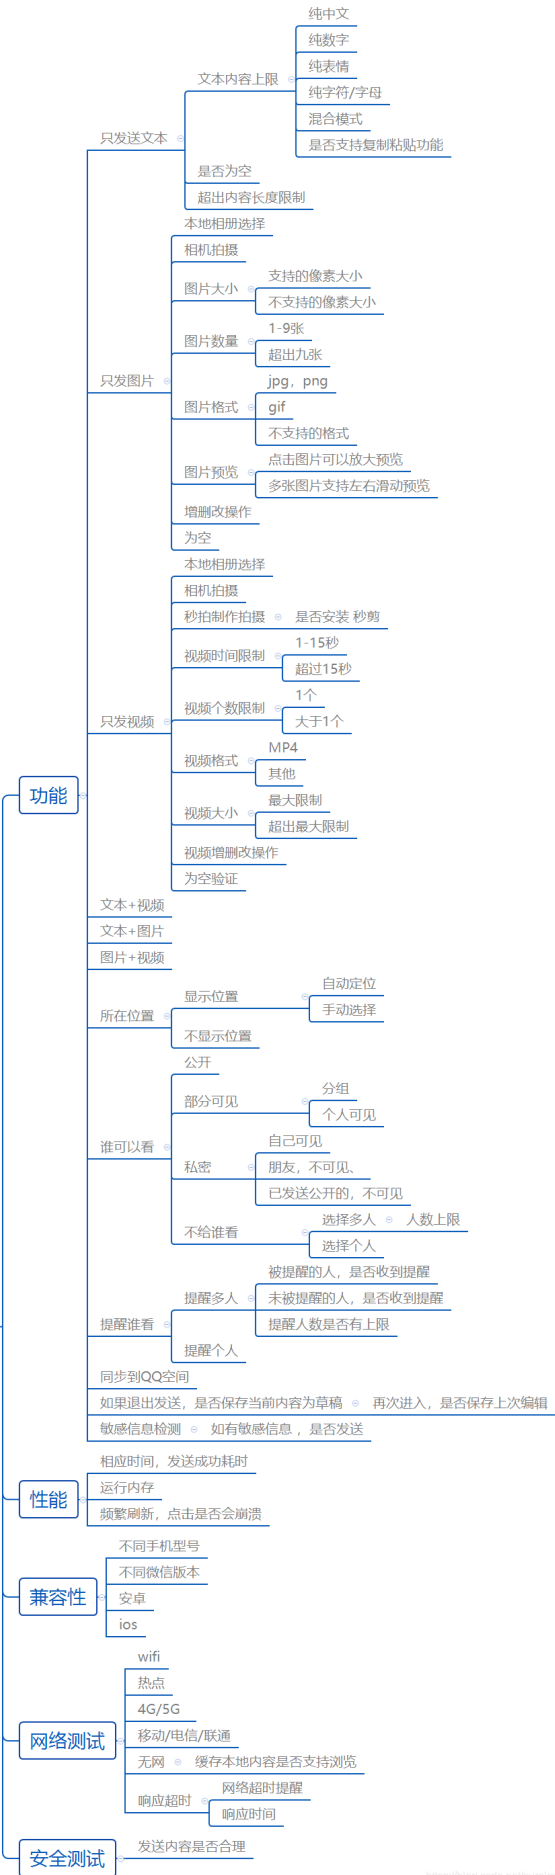 纯中文
纯数字
纯表情
文本内容上限
纯字符/字母
混合模式
只发送文本
是否支持复制粘贴功能
是否为空
超出内容长度限制
本地相册选择
相机拍摄
支持的像素大小
图片大小
不支持的像素大小
1-9张
图片数量
超出九张
只发图片
jpg，png
图片格式
gif
不支持的格式
点击图片可以放大预览
图片预览
多张图片支持左右滑动预览
增删改操作
为空
本地相册选择
相机拍摄
秒拍制作拍摄
是否安装 秒剪
1-15秒
视频时间限制
超过15秒
1个
视频个数限制
只发视频
大于1个
MP4
视频格式
其他
功能
最大限制
视频大小
超出最大限制
视频增删改操作
为空验证
文本+视频
文本+图片
图片+视频
自动定位
显示位置
手动选择
所在位置
不显示位置
公开
分组
部分可见
个人可见
谁可以看
自己可见
私密
朋友，不可见、
已发送公开的，不可见
选择多人
人数上限
不给谁看
选择个人
被提醒的人，是否收到提醒
提醒多人
未被提醒的人，是否收到提醒
提醒谁看
提醒人数是否有上限
提醒个人
同步到QQ空间
如果退出发送，是否保存当前内容为草稿
再次进入，是否保存上次编辑
敏感信息检测
如有敏感信息 ，是否发送
相应时间，发送成功耗时
性能
运行内存
频繁刷新，点击是否会崩溃
不同手机型号
不同微信版本
兼容性
安卓
ios
wifi
热点
4G/5G
网络测试
移动/电信/联通
无网
缓存本地内容是否支持浏览
网络超时提醒
响应超时
响应时间
安全测试
发送内容是否合理